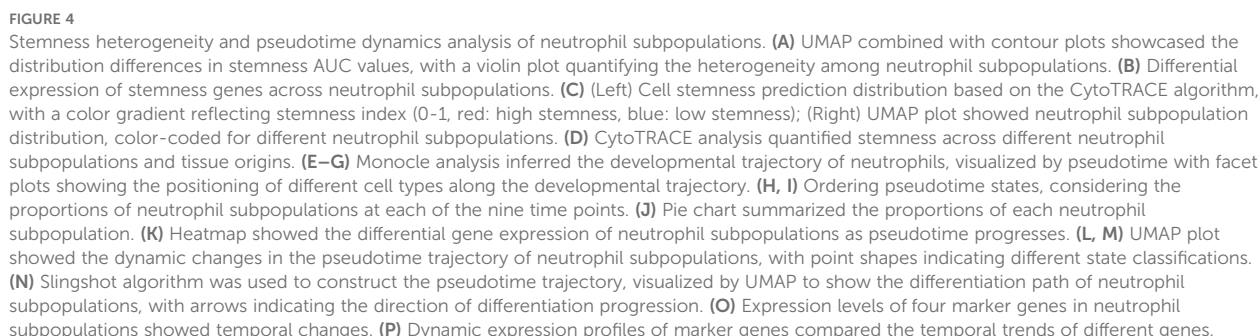 FIGURE 4
Stemness heterogeneity and pseudotime dynamics analysis of neutrophil subpopulations. (A) UMAP combined with contour plots showcased the
distribution differences in stemness AUC values, with a violin plot quantifying the heterogeneity among neutrophil subpopulations. (B) Differential
expression of stemness genes across neutrophil subpopulations. (C) (Left) Cell stemness prediction distribution based on the CytoTRACE algorithm,
with a color gradient reflecting stemness index (0-1, red: high stemness, blue: low stemness); (Right) UMAP plot showed neutrophil subpopulation
distribution, color-coded for different neutrophil subpopulations. (D) CytoTRACE analysis quantified stemness across different neutrophil
subpopulations and tissue origins. (E–G) Monocle analysis inferred the developmental trajectory of neutrophils, visualized by pseudotime with facet
plots showing the positioning of different cell types along the developmental trajectory. (H, I) Ordering pseudotime states, considering the
proportions of neutrophil subpopulations at each of the nine time points. (J) Pie chart summarized the proportions of each neutrophil
subpopulation. (K) Heatmap showed the differential gene expression of neutrophil subpopulations as pseudotime progresses. (L, M) UMAP plot
showed the dynamic changes in the pseudotime trajectory of neutrophil subpopulations, with point shapes indicating different state classifications.
(N) Slingshot algorithm was used to construct the pseudotime trajectory, visualized by UMAP to show the differentiation path of neutrophil
subpopulations, with arrows indicating the direction of differentiation progression. (O) Expression levels of four marker genes in neutrophil
subpopulations showed temporal changes. (P) Dynamic expression profiles of marker genes compared the temporal trends of different genes.